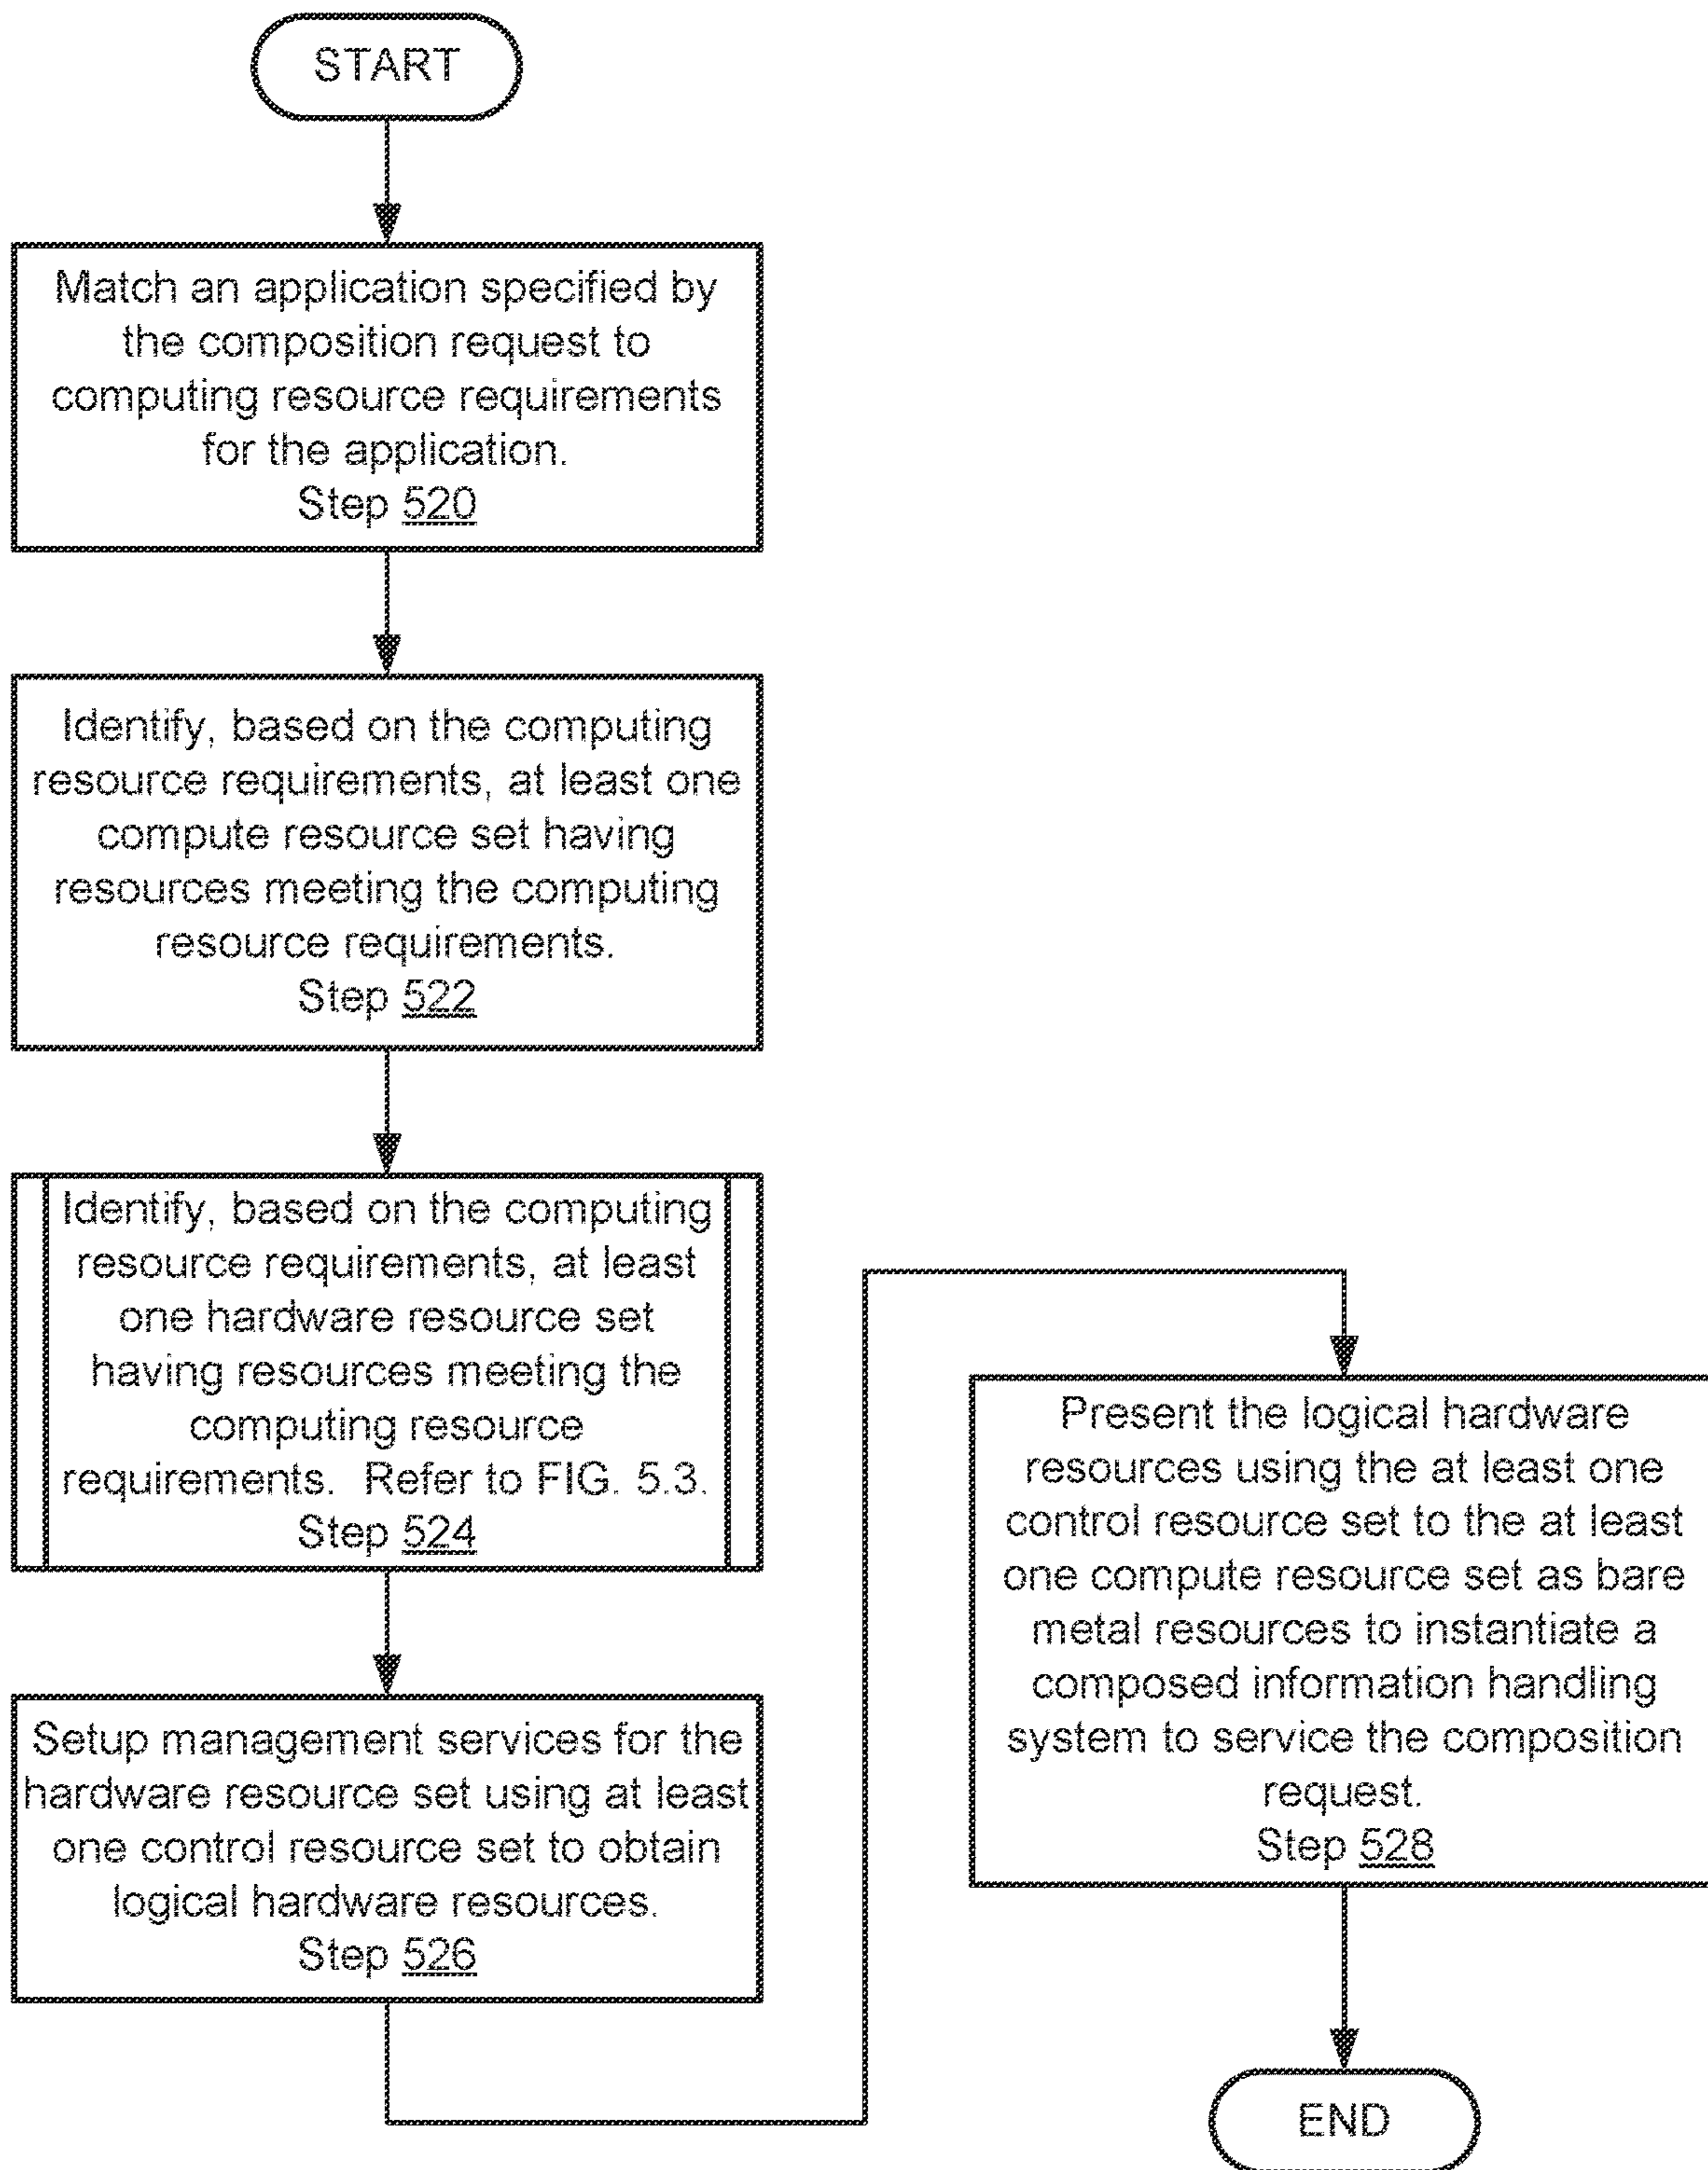 START
Match an application specified by
the composition request to
computing resource requirements
for the application.
Step 520
Identify, based on the computing
resource requirements, at least one
compute resource set having
resources meeting the computing
resource requirements.
Step 522
Identify, based on the computing
resource requirements, at least
one hardware resource set
having resources meeting the
computing resource
requirements.  Refer to FIG. 5.3.
Step 524
Setup management services for the
hardware resource set using at least
one control resource set to obtain
logical hardware resources.
Step 526
Present the logical hardware
resources using the at least one
control resource set to the at least
one compute resource set as bare
metal resources to instantiate a
composed information handling
system to service the composition
request.
Step 528
END